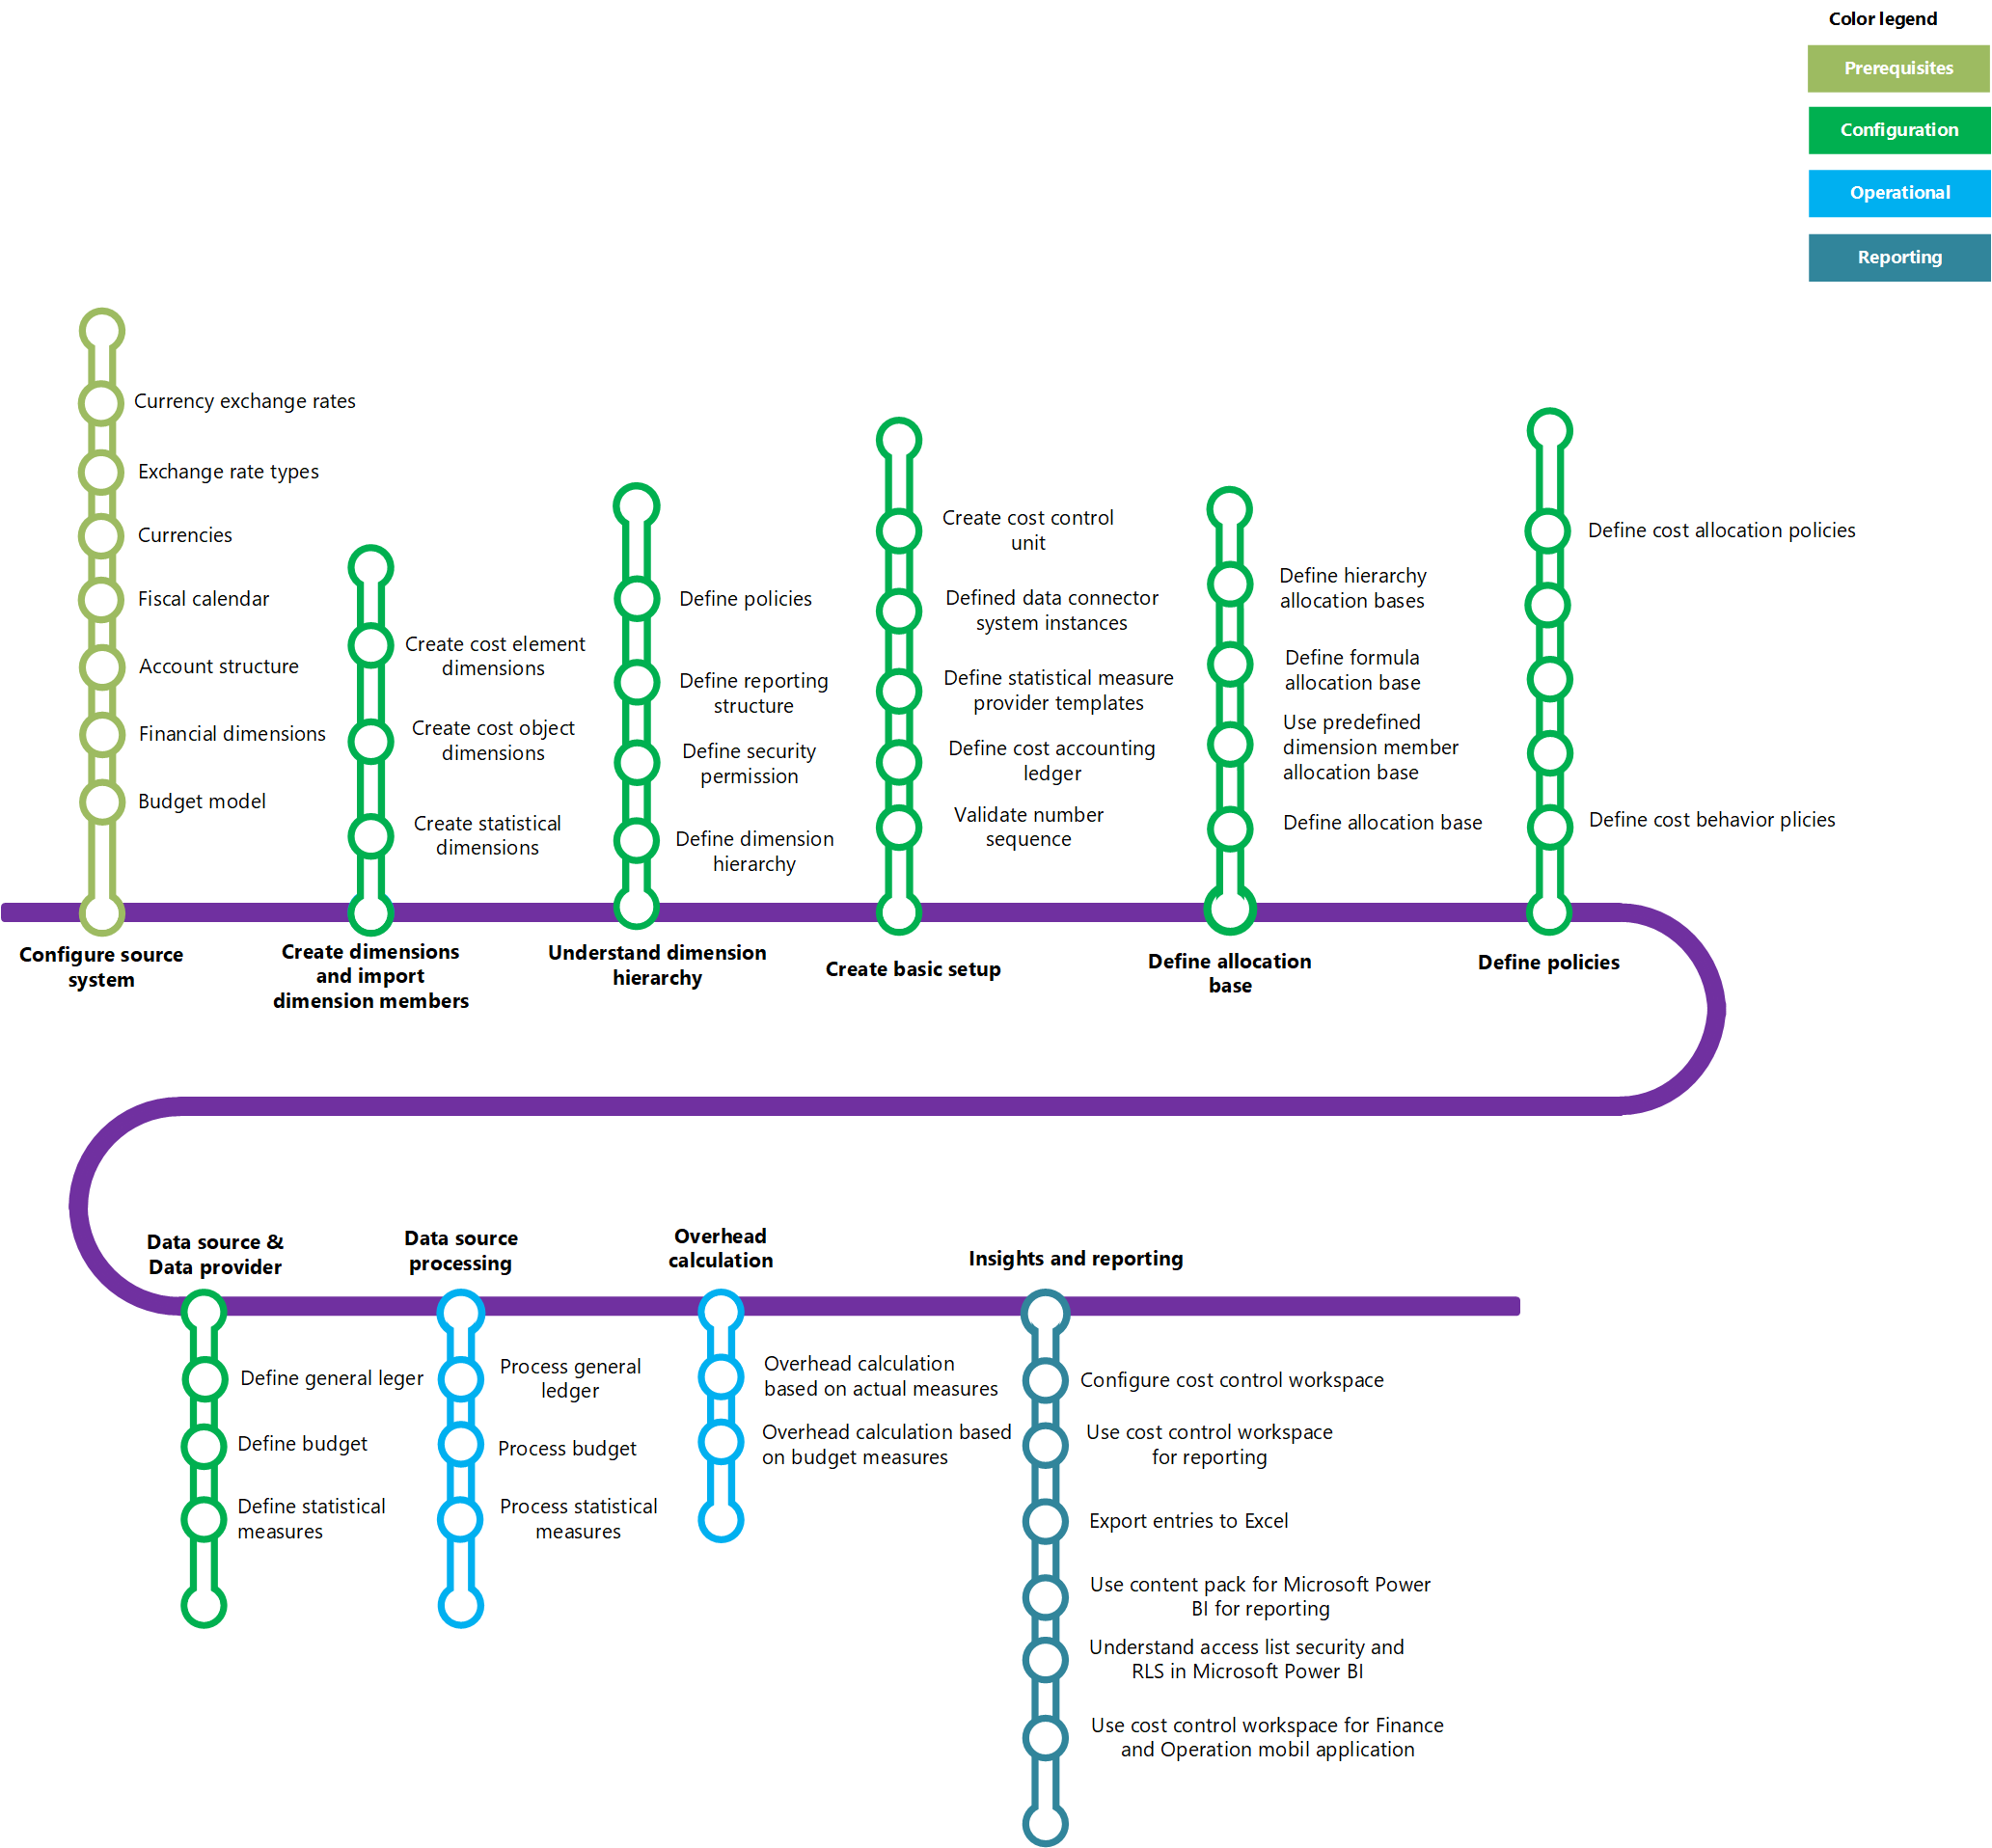 Color legend
Prerequisites
Configuration
Operational
Reporting
Currency exchange rates
Exchange rate types
Currencies
Fiscal calendar
Account structure
Financial dimensions
Budget model
Configure source
system
Create cost element
dimensions
Create cost object
dimensions
Create statistical
dimensions
Create dimensions
and import
dimension members
Define policies
Define reporting
structure
Define security
permission
Define dimension
hierarchy
Understand dimension
hierarchy
Create cost control
unit
Defined data connector
system instances
Define statistical measure
provider templates
Define cost accounting
ledger
Validate number
sequence
Create basic setup
Define hierarchy
allocation bases
Define formula
allocation base
Use predefined
dimension member
allocation base
Define allocation base
Define allocation
base
Define cost allocation policies
Define cost behavior plicies
Define policies
Data source &
Data provider
Define general leger
Define budget
Define statistical
measures
Data source
processing
Process general
ledger
Process budget
Process statistical
measures
Overhead
calculation
Overhead calculation
based on actual measures
Overhead calculation based
on budget measures
Insights and reporting
Configure cost control workspace
Use cost control workspace
for reporting
Export entries to Excel
Use content pack for Microsoft Power
BI for reporting
Understand access list security and
RLS in Microsoft Power BI
Use cost control workspace for Finance
and Operation mobil application